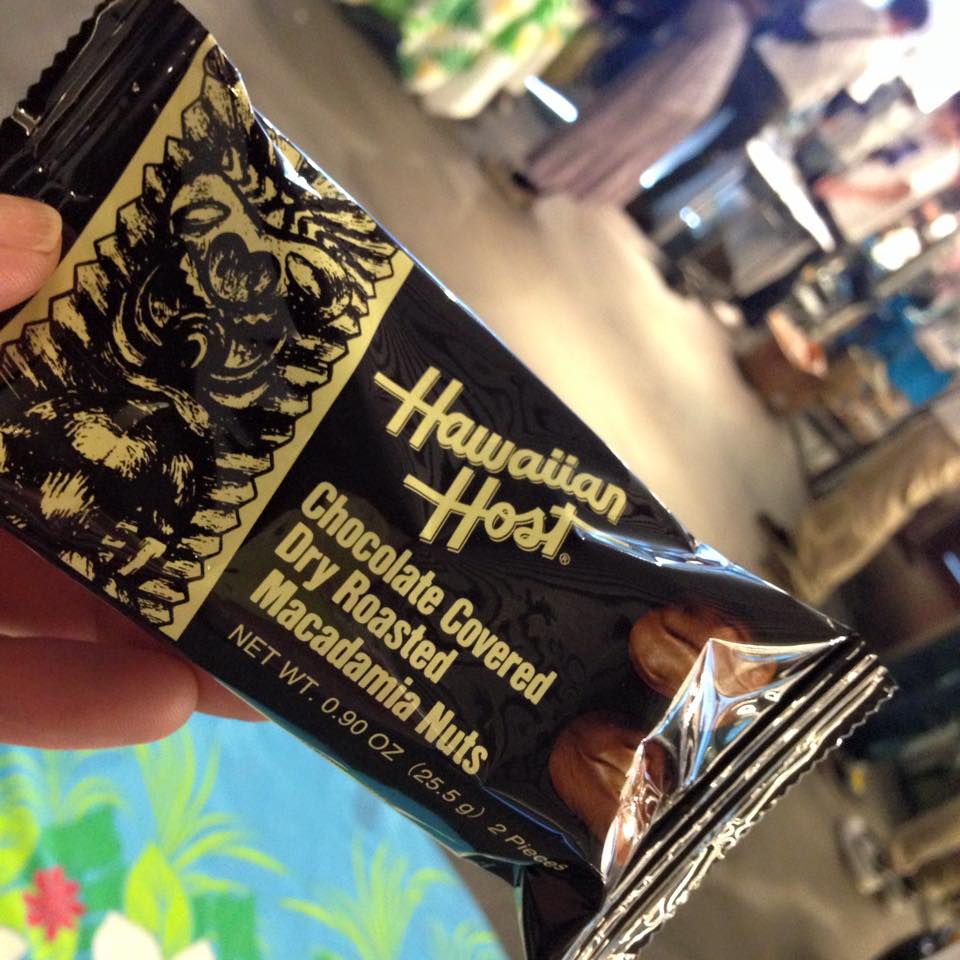 Hawaiian
Host®
Chocolate Covered
Dry Roasted
Macadamia Nuts
NET WT. 0.90 OZ (25.5 g) 2 Pieces